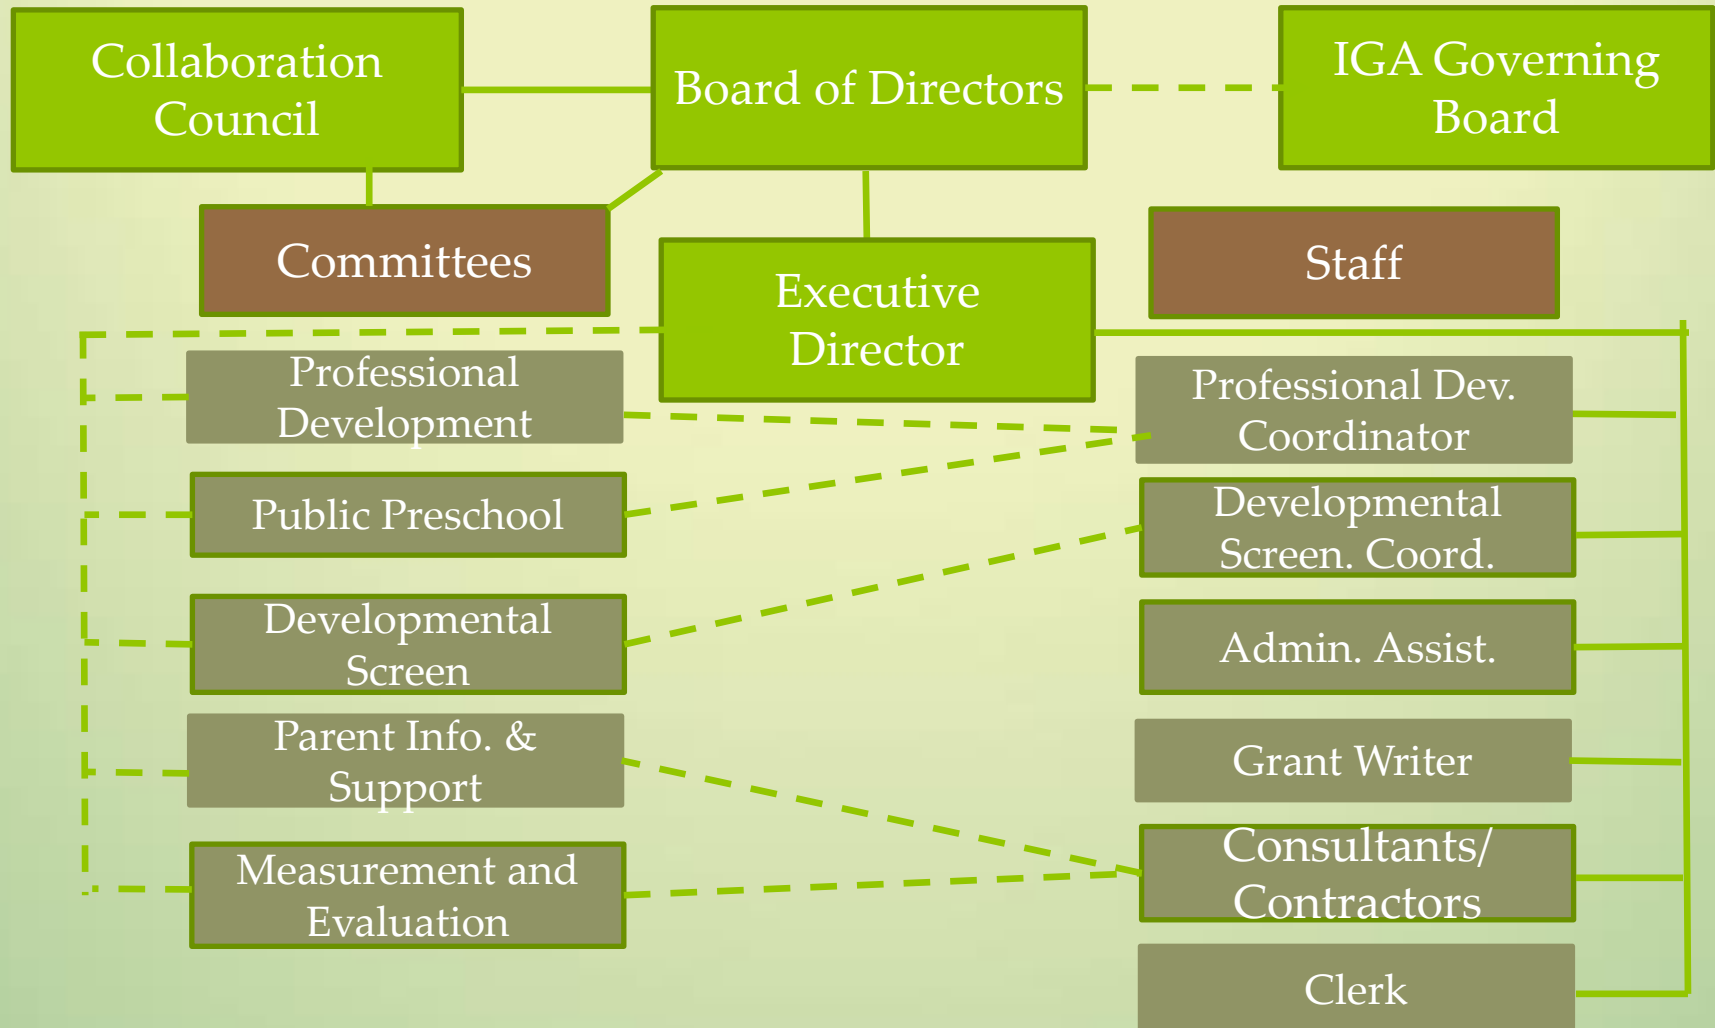 Collaboration
Council
Board of Directors
IGA Governing
Board
Committees
Executive
Director
Staff
Professional
Development
Public Preschool
Developmental
Screen
Parent Info. &
Support
Measurement and
Evaluation
Professional Dev.
Coordinator
Developmental
Screen. Coord.
Admin. Assist.
Grant Writer
Consultants/
Contractors
Clerk